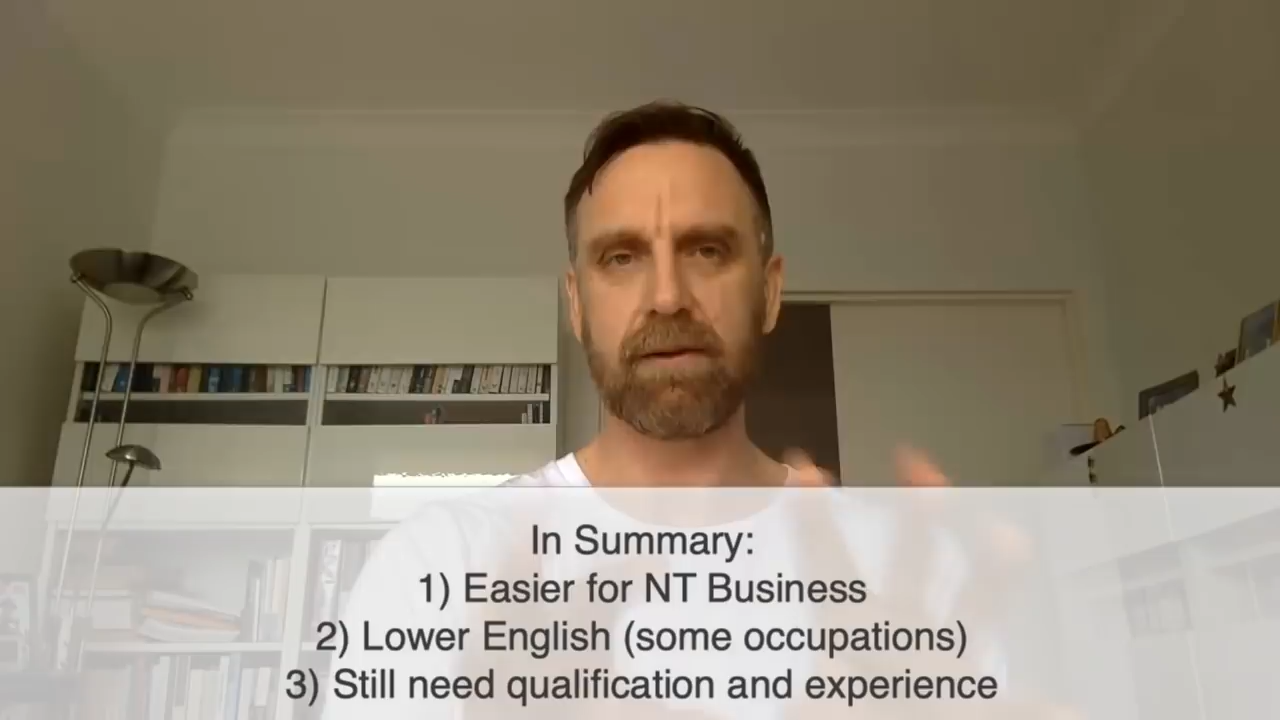 In Summary:
1) Easier for NT Business
2) Lower English (some occupations)
3) Still need qualification and experience